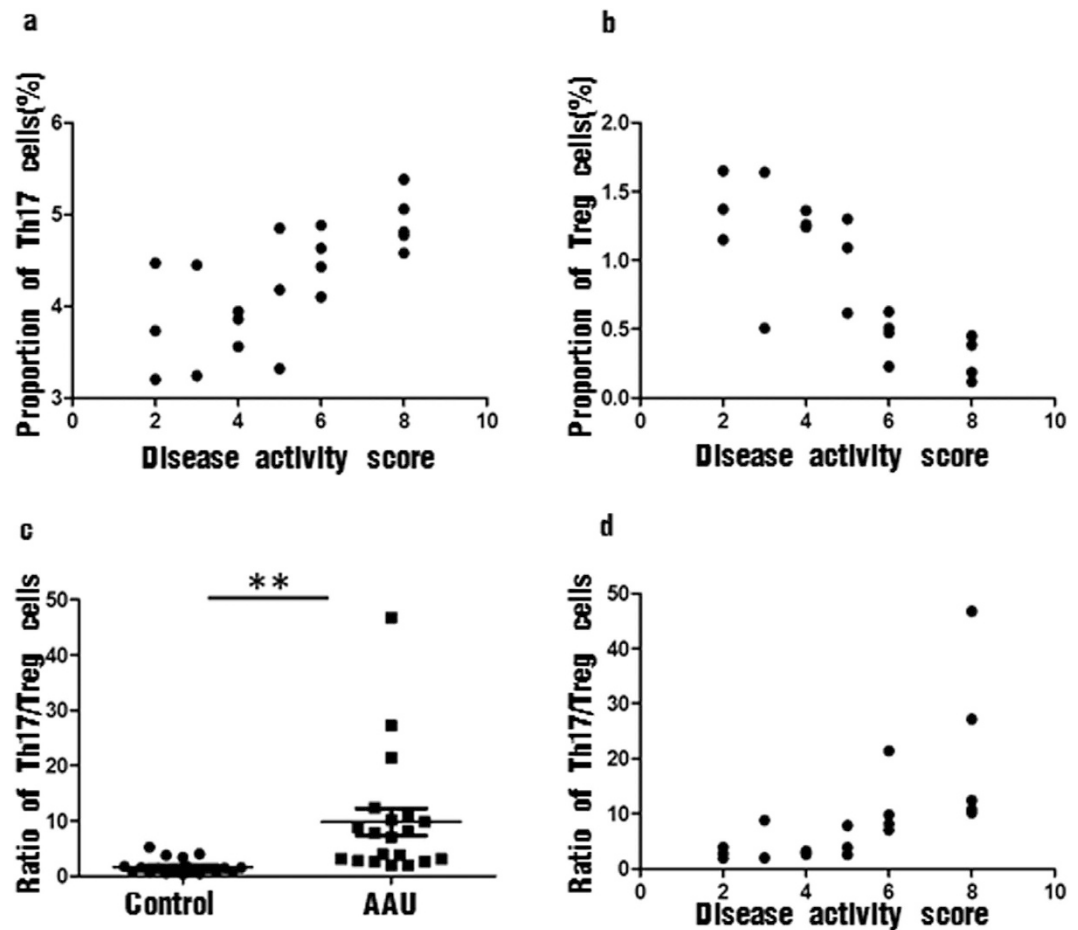 a
Proportion of Th17 cells(%)
6
5
4
3
0 2 4 6 8 10
Disease activity score
b
Proportion of Treg cells(%)
2.0
1.5
1.0
0.5
0.0
0 2 4 6 8 10
Disease activity score
c
Ratio of Th17/Treg cells
**
50
40
30
20
10
0
Control AAU
d
Ratio of Th17/Treg cells
50
40
30
20
10
0
0 2 4 6 8 10
Disease activity score